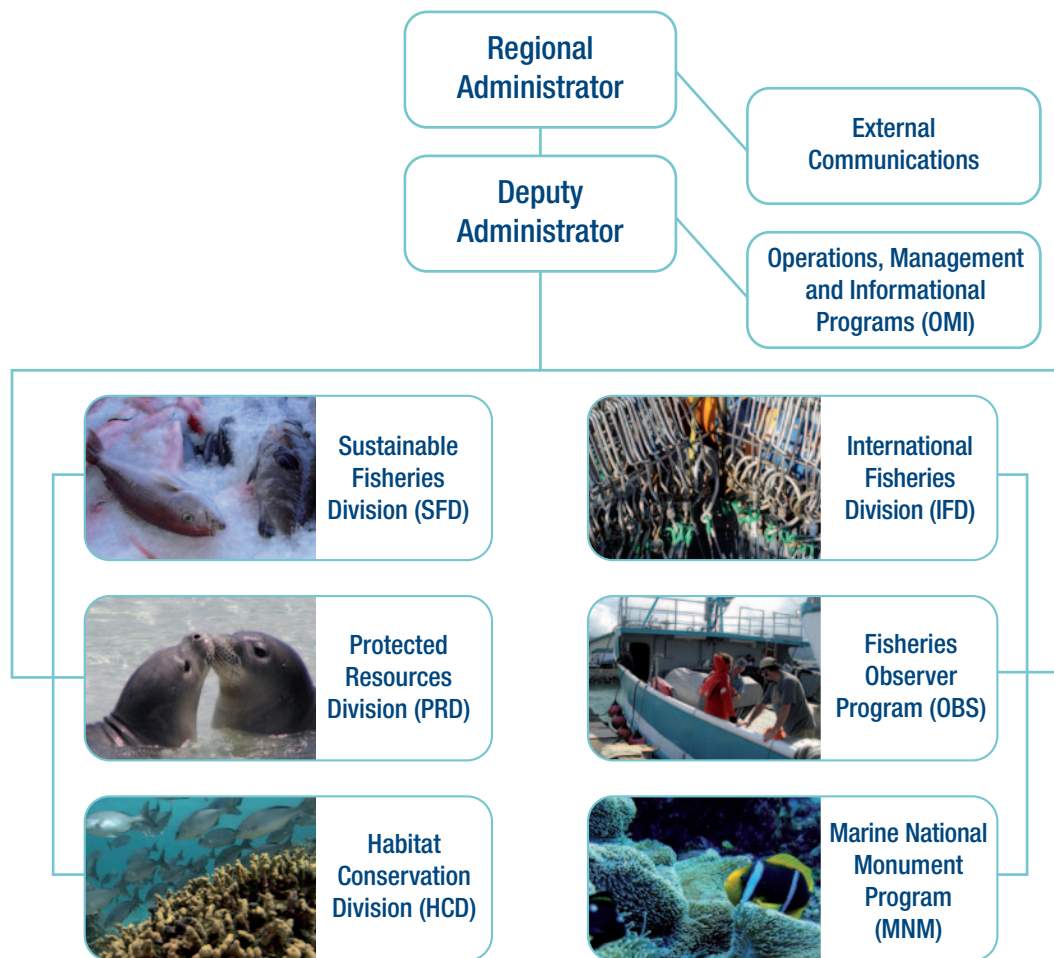 Regional
Administrator
External
Communications
Deputy
Administrator
Operations, Management
and Informational
Programs (OMI)
Sustainable
Fisheries
Division (SFD)
International
Fisheries
Division (IFD)
Protected
Resources
Division (PRD)
Fisheries
Observer
Program (OBS)
Habitat
Conservation
Division (HCD)
Marine National
Monument
Program
(MNM)